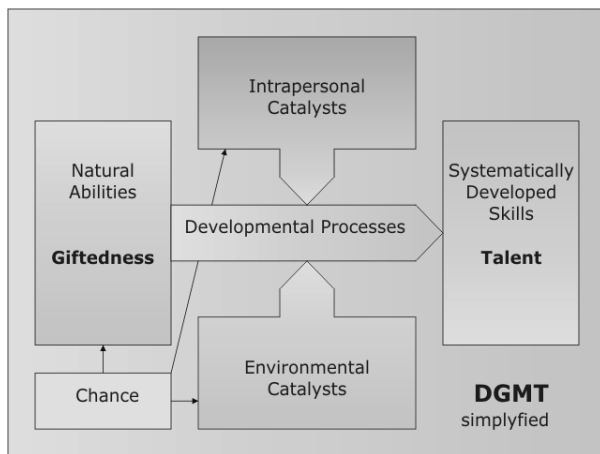 Intrapersonal
Catalysts
Natural
Abilities
Giftedness
Developmental Processes
Systematically
Developed
Skills
Talent
Environmental
Catalysts
Chance
DGMT
simplyfied